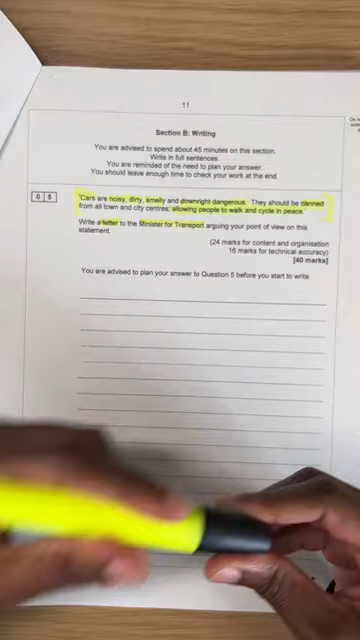 11
Section B: Writing
You are advised to spend about 45 minutes on this section.
Write in full sentences.
You are reminded of the need to plan your answer.
You should leave enough time to check your work at the end.
0 5
'Cars are noisy, dirty, smelly and downright dangerous. They should be planned
from all town and city centres, allowing people to walk and cycle in peace.'
Write a letter to the Minister for Transport arguing your point of view on this
statement.
(24 marks for content and organisation
16 marks for technical accuracy)
[40 marks]
You are advised to plan your answer to Question 5 before you start to write.